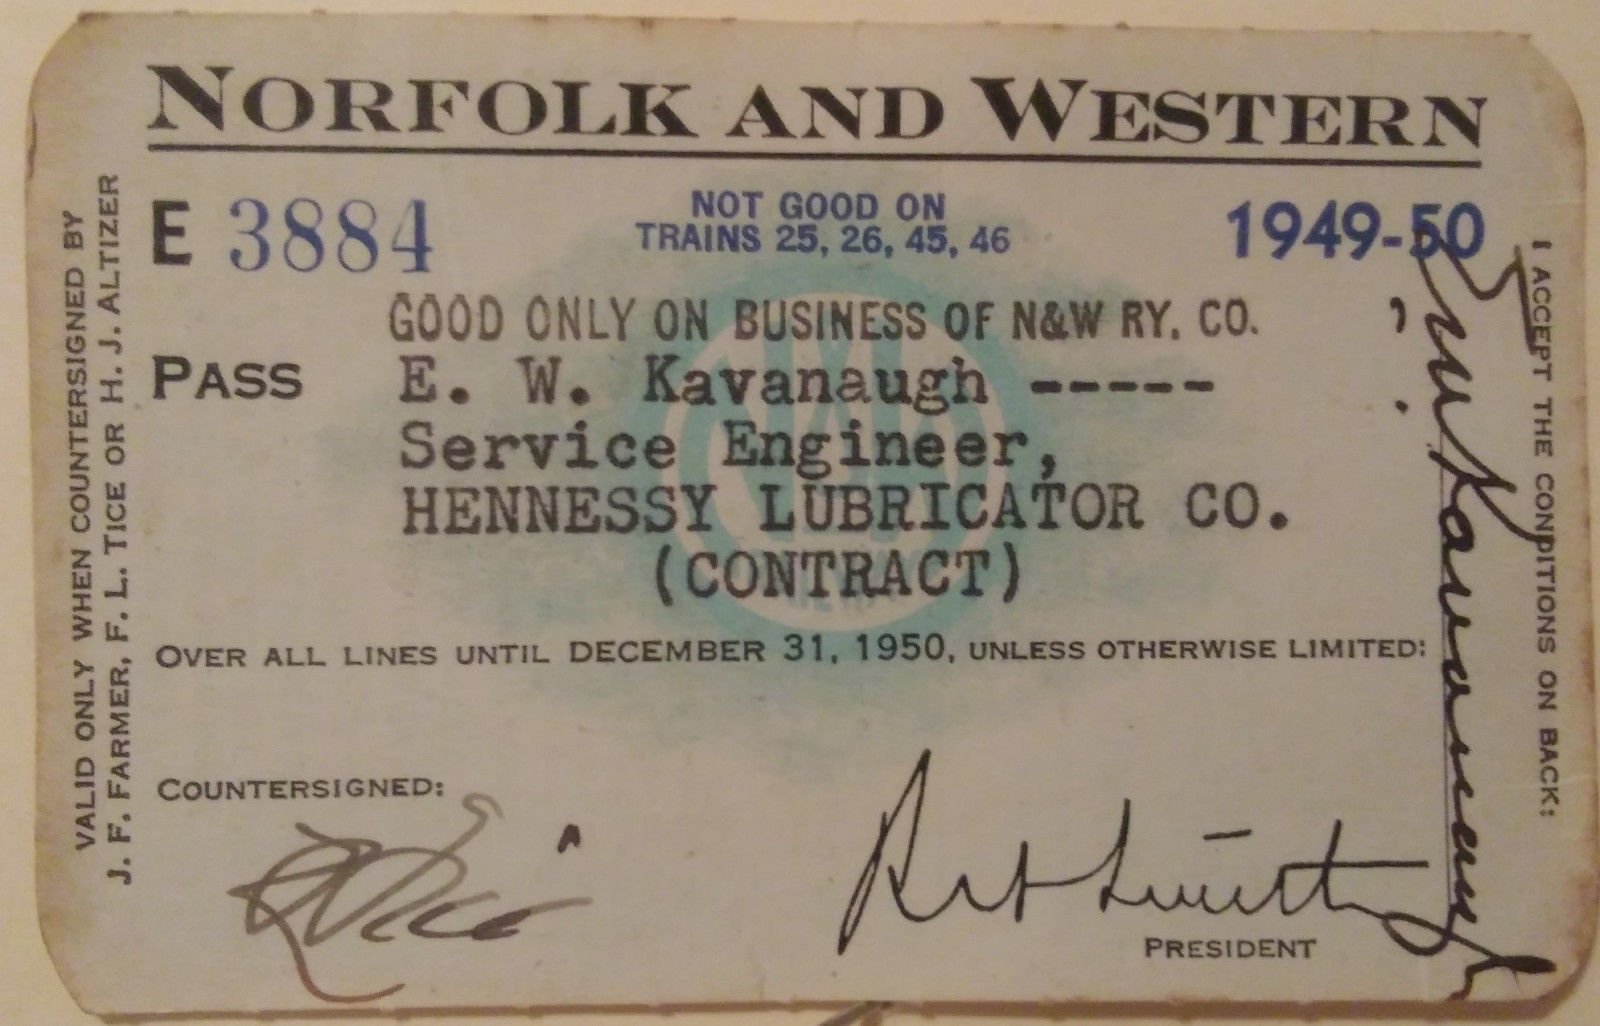 NORFOLK AND WESTERN
E 3884
NOT GOOD ON
TRAINS 25, 26, 45, 46
1949-50
GOOD ONLY ON BUSINESS OF N&W RY. CO.
PASS E. W. Kavanaugh -----
Service Engineer,
HENNESSY LUBRICATOR CO.
(CONTRACT)
OVER ALL LINES UNTIL DECEMBER 31, 1950, UNLESS OTHERWISE LIMITED:
COUNTERSIGNED:
PRESIDENT
VALID ONLY WHEN COUNTERSIGNED BY
J. F. FARMER, F. L. TICE OR H. J. ALTIZER
I ACCEPT THE CONDITIONS ON BACK: